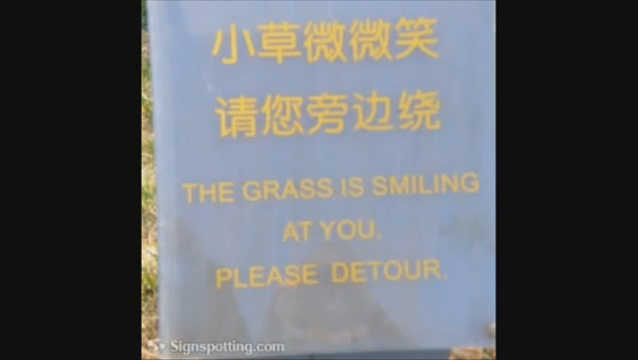 小草微微笑
请您旁边绕
THE GRASS IS SMILING
AT YOU.
PLEASE DETOUR.
Signspotting.com